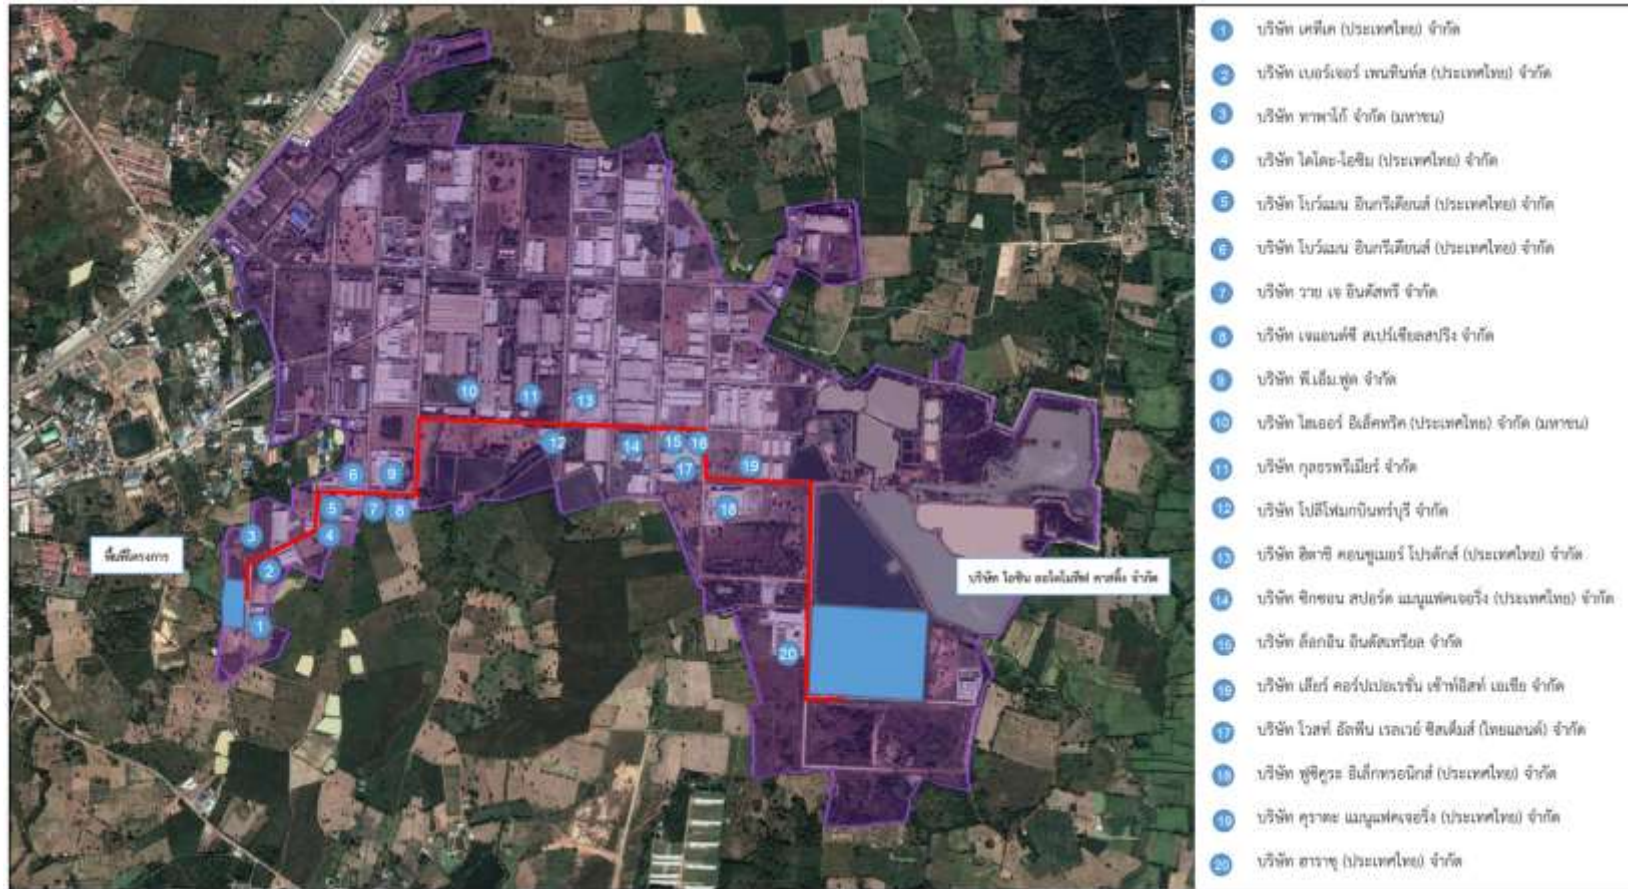 พื้นที่โครงการ
บริษัท ไอซิน ออโตโมทีฟ คาสติ้ง จำกัด
10
11
13
12
14
15
16
17
19
18
6
9
5
7
8
4
3
2
1
20
1 บริษัท เคทีเค (ประเทศไทย) จำกัด
2 บริษัท เบอร์เจอร์ เพนทินท์ส (ประเทศไทย) จำกัด
3 บริษัท ทาพาโก้ จำกัด (มหาชน)
4 บริษัท ไดโดะ-ไอซิม (ประเทศไทย) จำกัด
5 บริษัท โบว์แมน อินกรีเดียนส์ (ประเทศไทย) จำกัด
6 บริษัท โบว์แมน อินกรีเดียนส์ (ประเทศไทย) จำกัด
7 บริษัท วาย เจ อินดัสทรี จำกัด
8 บริษัท เจแอนด์ซี สเปร์เชียลสปริง จำกัด
9 บริษัท พี.เอ็ม.ฟูด จำกัด
10 บริษัท ไฮเออร์ อิเล็คทริค (ประเทศไทย) จำกัด (มหาชน)
11 บริษัท กุลธรพรีเมียร์ จำกัด
12 บริษัท โปลีโฟมกบินทร์บุรี จำกัด
13 บริษัท ฮิตาชิ คอนซูเมอร์ โปรดักส์ (ประเทศไทย) จำกัด
14 บริษัท ซิกซอน สปอร์ต แมนูแฟคเจอริ่ง (ประเทศไทย) จำกัด
15 บริษัท ล็อกอิน อินดัสเทรียล จำกัด
16 บริษัท เลียร์ คอร์ปเปอเรชั่น เซ้าท์อิสท์ เอเชีย จำกัด
17 บริษัท โวสท์ อัลพีน เรลเวย์ ซิสเต็มส์ (ไทยแลนด์) จำกัด
18 บริษัท ฟูจิคูระ อิเล็กทรอนิกส์ (ประเทศไทย) จำกัด
19 บริษัท คุราตะ แมนูแฟคเจอริ่ง (ประเทศไทย) จำกัด
20 บริษัท ฮาราซู (ประเทศไทย) จำกัด